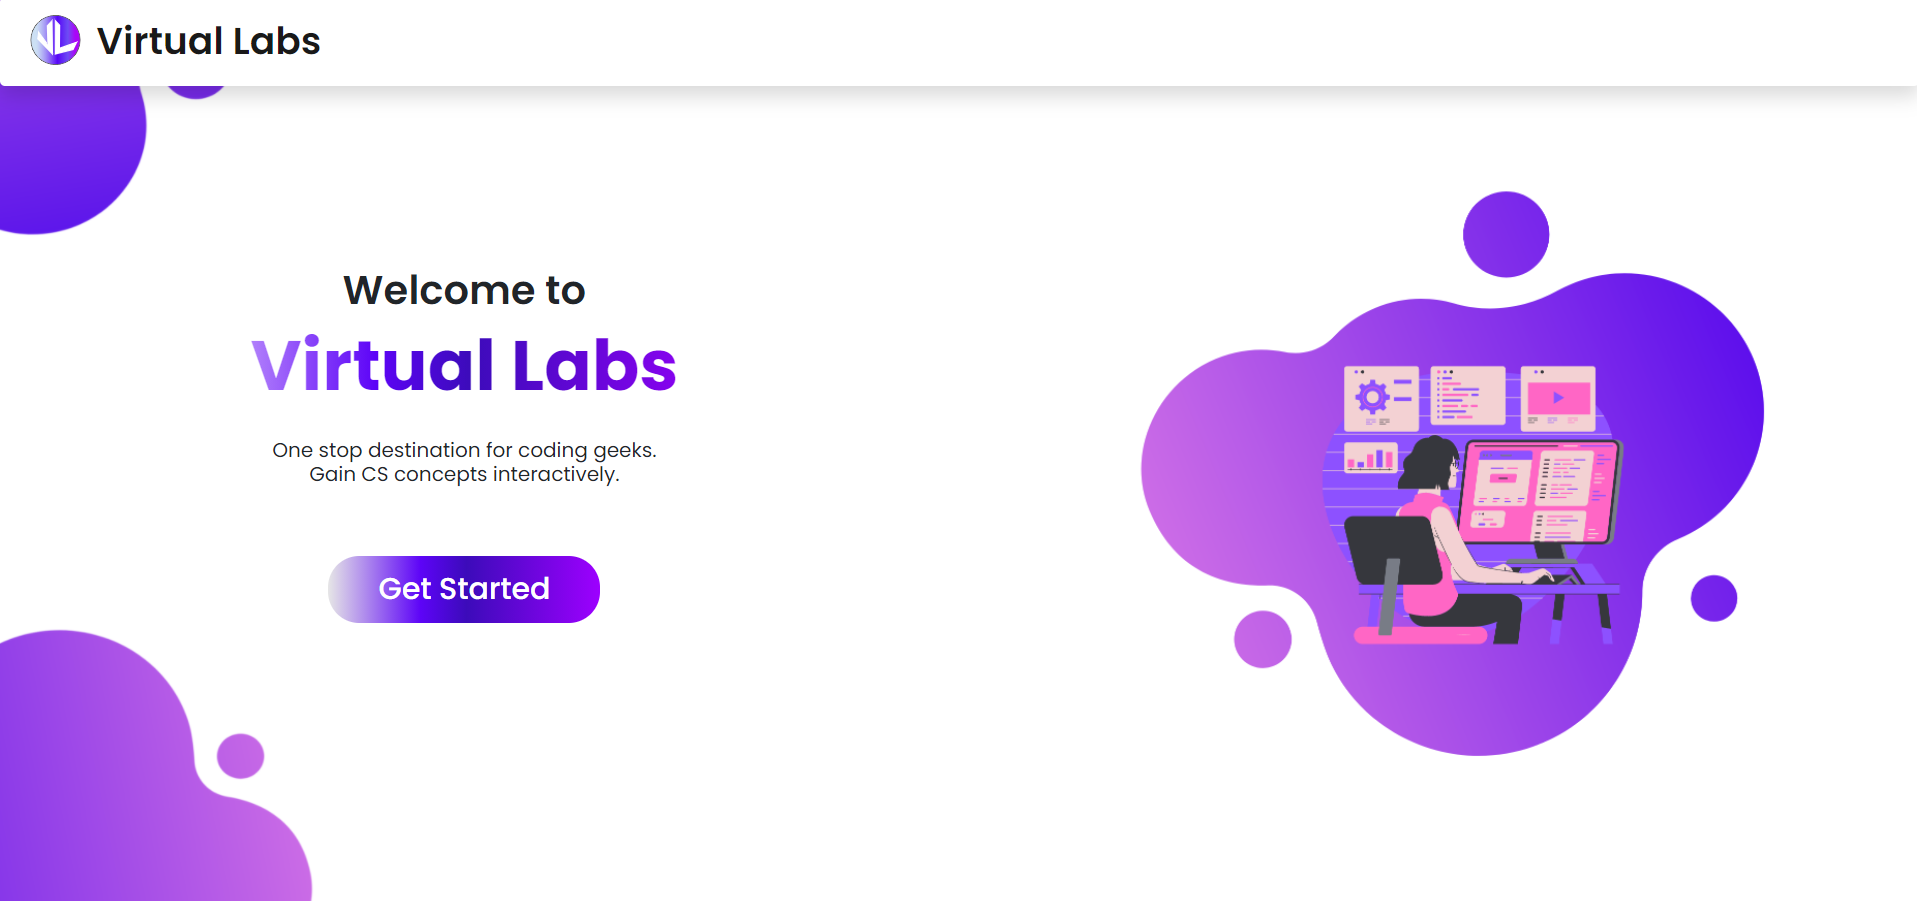 Virtual Labs
Welcome to
Virtual Labs
One stop destination for coding geeks.
Gain CS concepts interactively.
Get Started